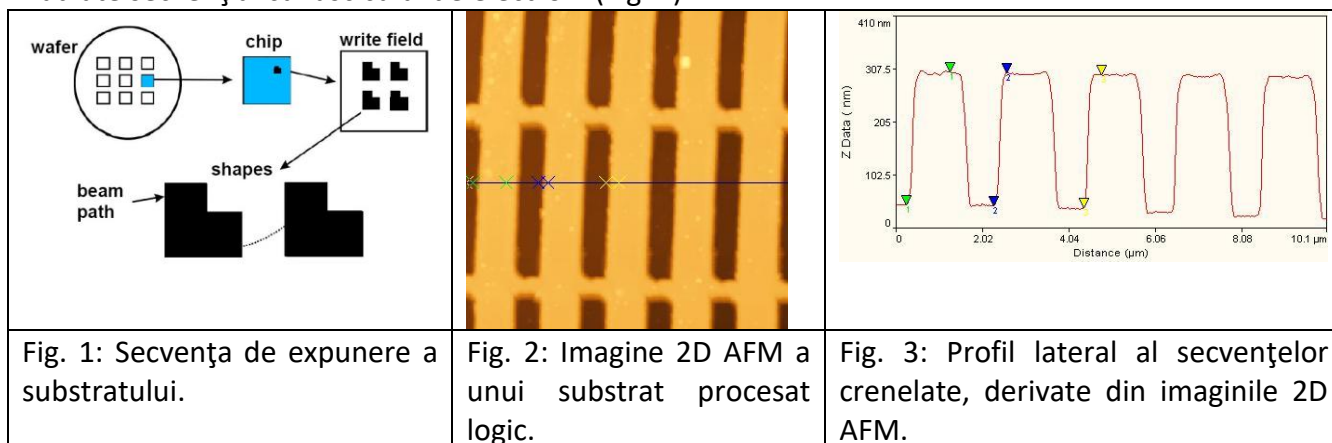 wafer
chip
write field
shapes
beam
path
410 nm
307.5
205
102.5
0
Z Data ( nm)
0
2.02
4.04
6.06
8.08
10.1 µm
Distance (µm)
1
2
1
2
Fig. 1: Secvenţa de expunere a
substratului.
Fig. 2: Imagine 2D AFM a
unui substrat procesat
logic.
Fig. 3: Profil lateral al secvenţelor
crenelate, derivate din imaginile 2D
AFM.